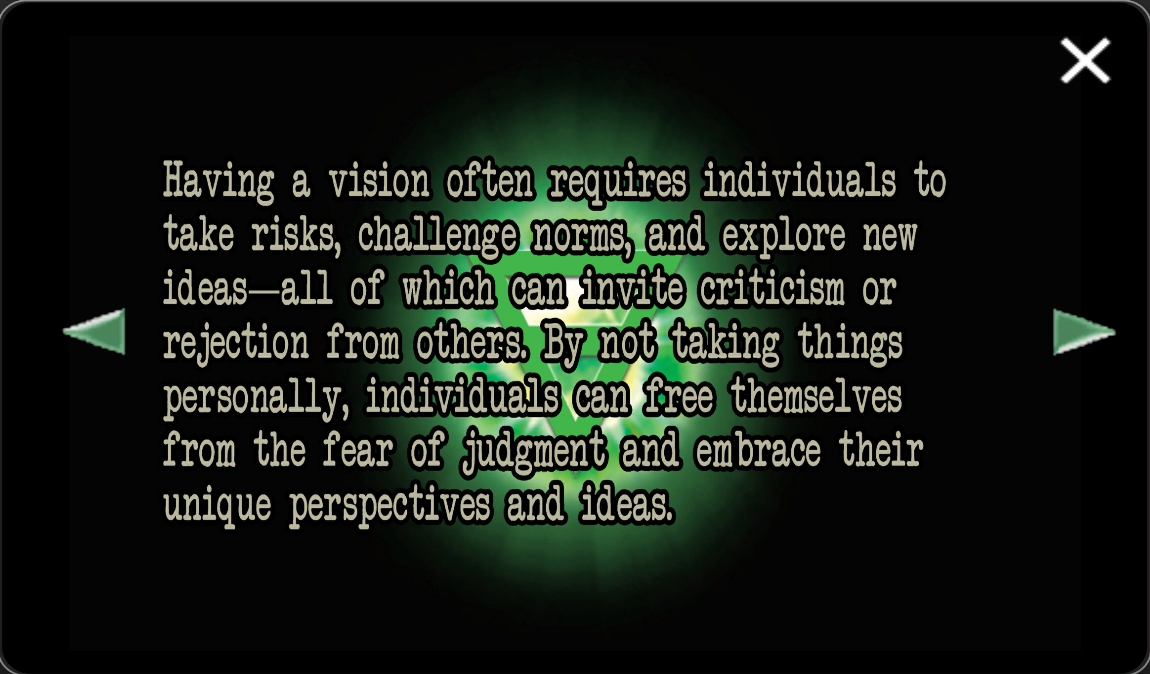 Having a vision often requires individuals to
take risks, challenge norms, and explore new
ideas—all of which can invite criticism or
rejection from others. By not taking things
personally, individuals can free themselves
from the fear of judgment and embrace their
unique perspectives and ideas.